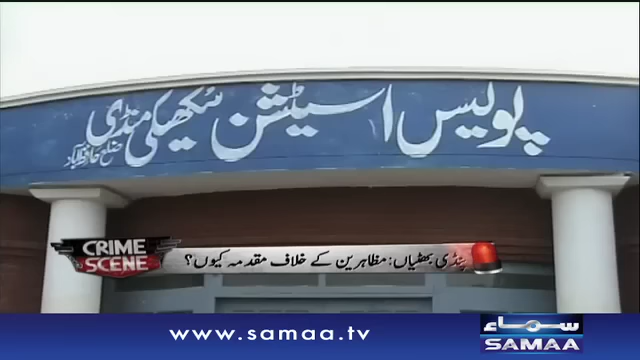 پولیس اسٹیشن سکھیکی منڈی
ضلع حافظ آباد
CRIME
SCENE
پنڈی بھٹیاں: مظاہرین کے خلاف مقدمہ کیوں؟
SAMAA
www.samaa.tv
سماء
SAMAA